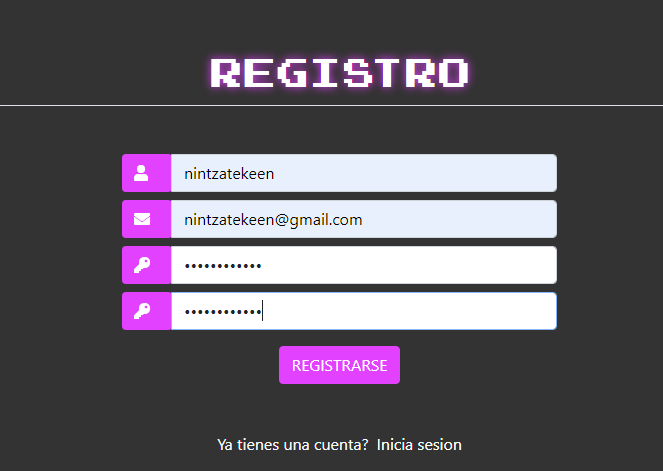 REGISTRO
nintzatekeen
nintzatekeen@gmail.com
••••••••••••
••••••••••••
REGISTRARSE
Ya tienes una cuenta? Inicia sesion